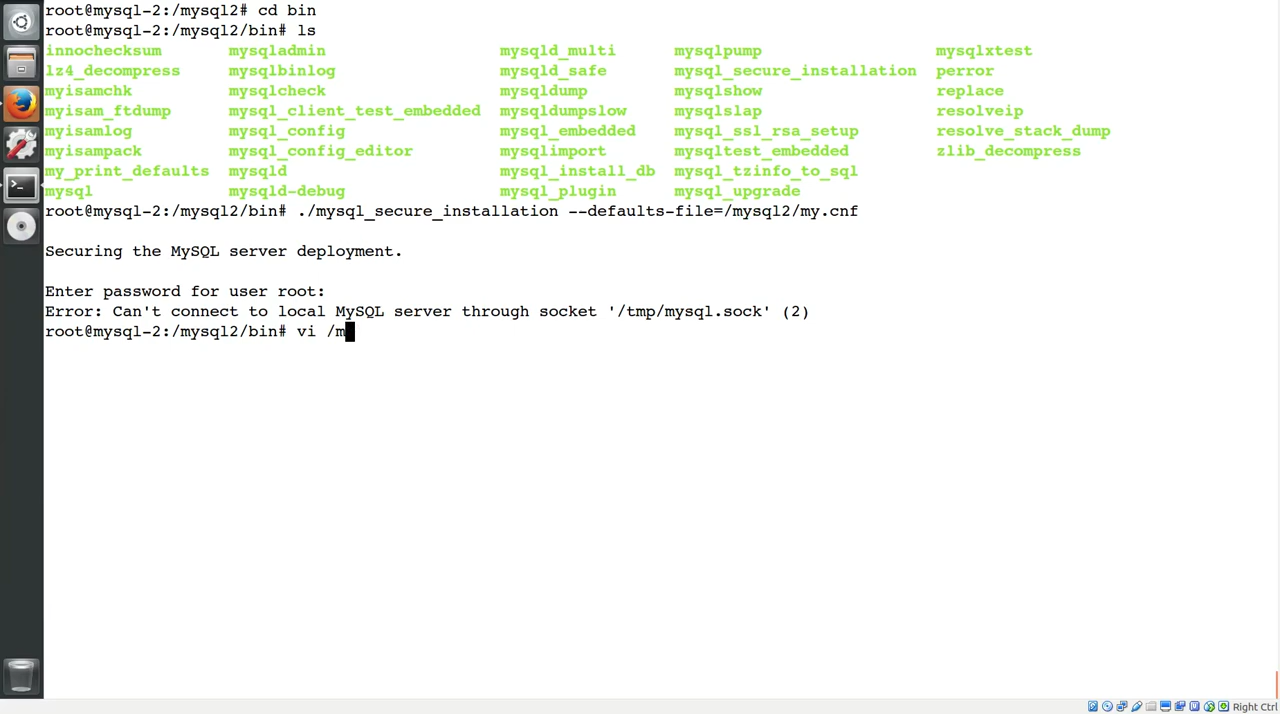 root@mysql-2:/mysql2# cd bin
root@mysql-2:/mysql2/bin# ls
innochecksum mysqladmin mysqld_multi mysqlpump mysqlxtest
lz4_decompress mysqlbinlog mysqld_safe mysql_secure_installation perror
myisamchk mysqlcheck mysqldump mysqlshow replace
myisam_ftdump mysql_client_test_embedded mysqldumpslow mysqlslap resolveip
myisamlog mysql_config mysql_embedded mysql_ssl_rsa_setup resolve_stack_dump
myisampack mysql_config_editor mysqlimport mysqltest_embedded zlib_decompress
my_print_defaults mysqld mysql_install_db mysql_tzinfo_to_sql
mysql mysqld-debug mysql_plugin mysql_upgrade
root@mysql-2:/mysql2/bin# ./mysql_secure_installation --defaults-file=/mysql2/my.cnf
Securing the MySQL server deployment.
Enter password for user root:
Error: Can't connect to local MySQL server through socket '/tmp/mysql.sock' (2)
root@mysql-2:/mysql2/bin# vi /m
Right Ctrl